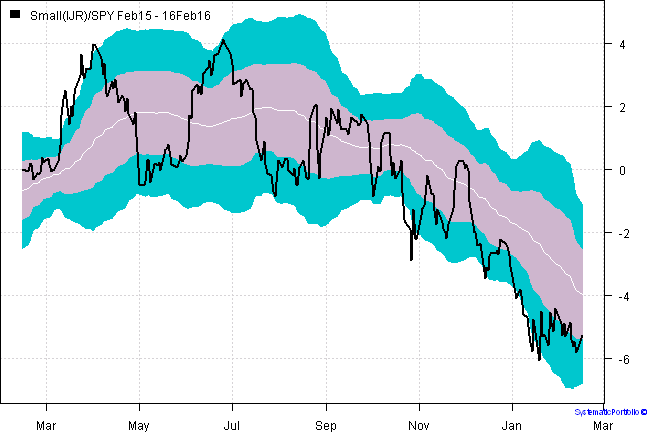 Small(IJR)/SPY Feb15 - 16Feb16
4
2
0
-2
-4
-6
SystematicPortfolio ©
Mar May Jul Sep Nov Jan Mar